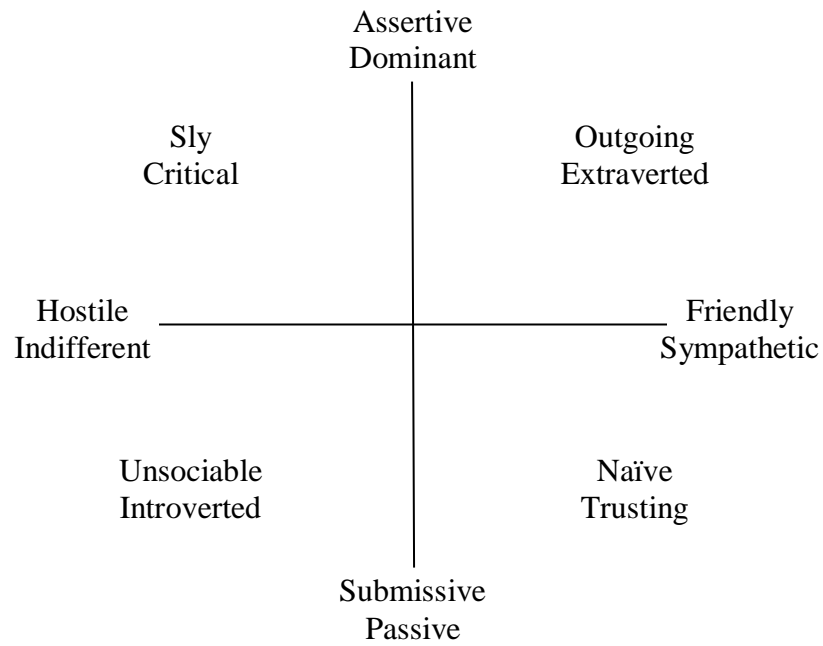 Assertive
Dominant
Sly
Critical
Outgoing
Extraverted
Hostile
Indifferent
Friendly
Sympathetic
Unsociable
Introverted
Naïve
Trusting
Submissive
Passive